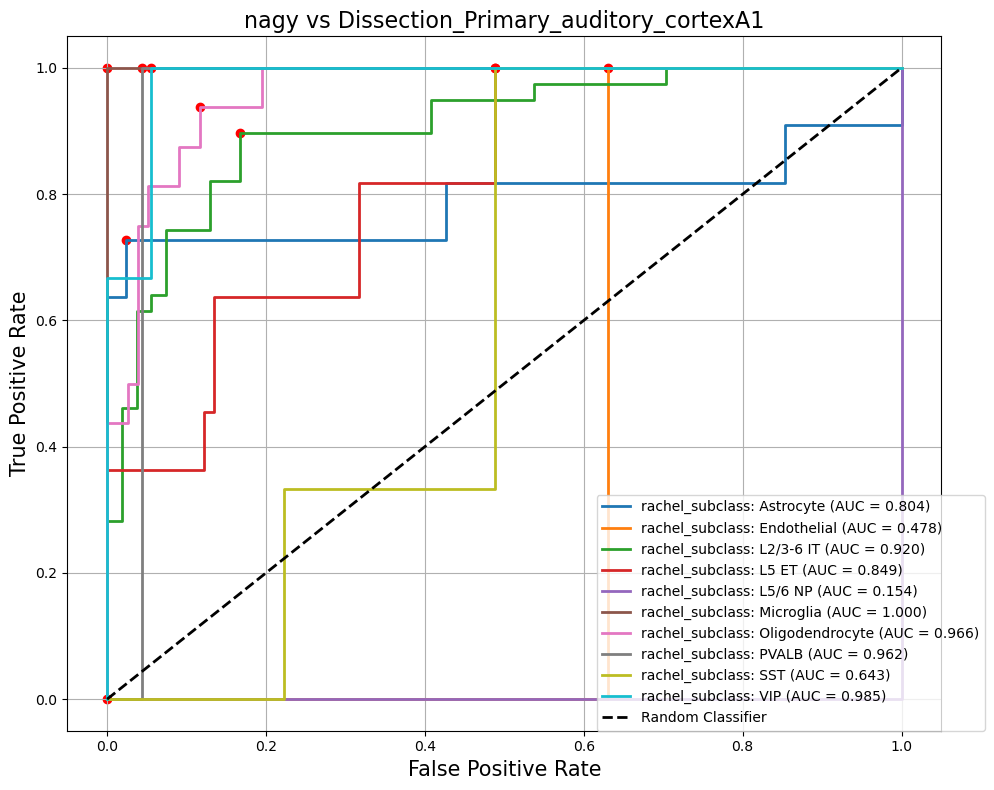 nagy vs Dissection_Primary_auditory_cortexA1
True Positive Rate
1.0
0.8
0.6
0.4
0.2
0.0
rachel_subclass: Astrocyte (AUC = 0.804)
rachel_subclass: Endothelial (AUC = 0.478)
rachel_subclass: L2/3-6 IT (AUC = 0.920)
rachel_subclass: L5 ET (AUC = 0.849)
rachel_subclass: L5/6 NP (AUC = 0.154)
rachel_subclass: Microglia (AUC = 1.000)
rachel_subclass: Oligodendrocyte (AUC = 0.966)
rachel_subclass: PVALB (AUC = 0.962)
rachel_subclass: SST (AUC = 0.643)
rachel_subclass: VIP (AUC = 0.985)
Random Classifier
0.0 0.2 0.4 0.6 0.8 1.0
False Positive Rate